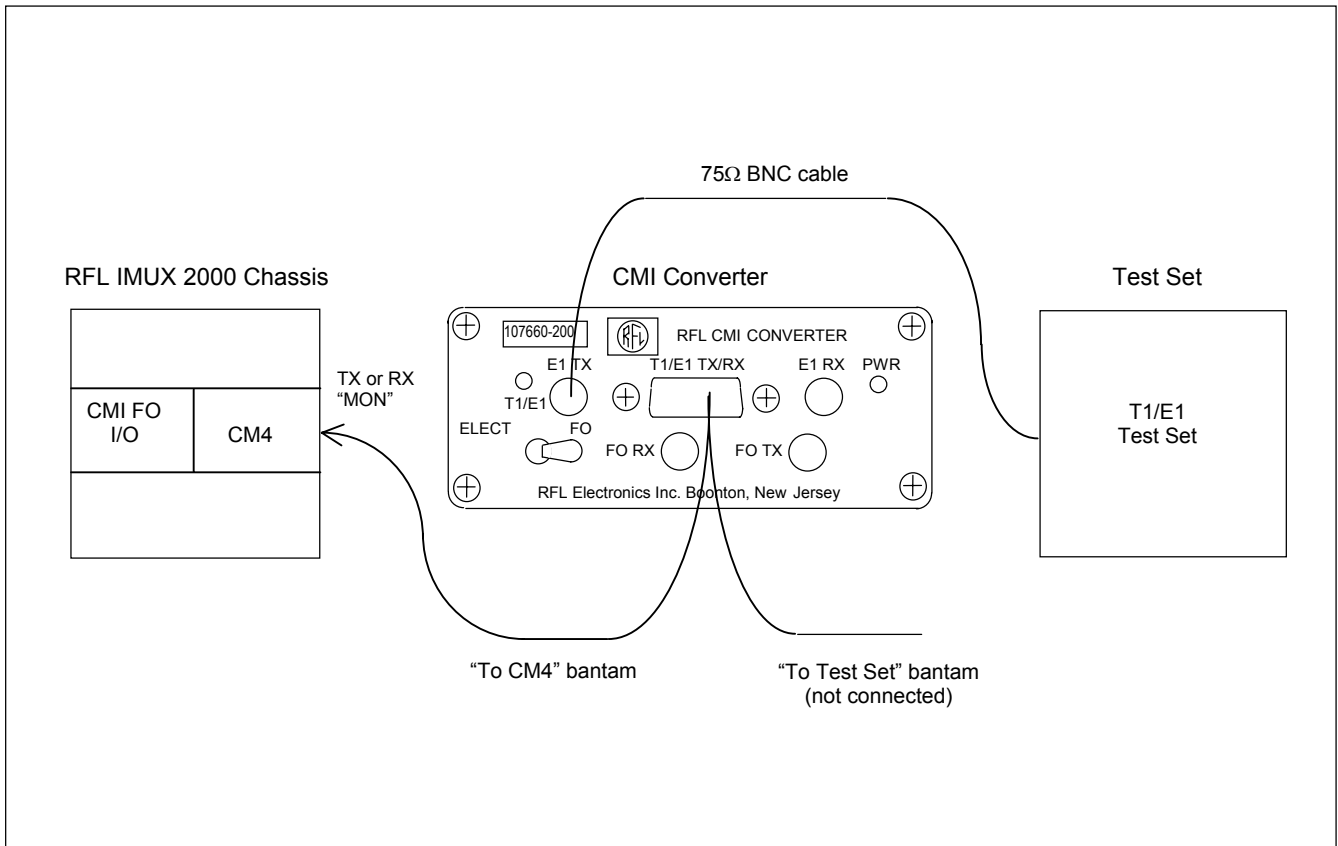 75Ω BNC cable
RFL IMUX 2000 Chassis
CMI Converter
Test Set
107660-200
RFL
RFL CMI CONVERTER
E1 TX
T1/E1 TX/RX
E1 RX
PWR
T1/E1
ELECT
FO
FO RX
FO TX
RFL Electronics Inc. Boonton, New Jersey
TX or RX
“MON”
CMI FO
I/O
CM4
T1/E1
Test Set
“To CM4” bantam
“To Test Set” bantam
(not connected)